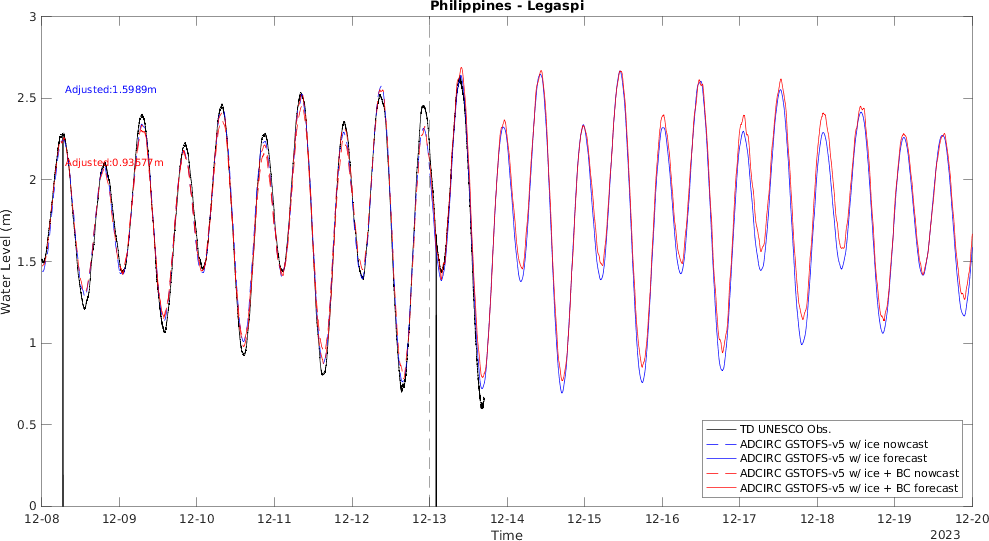 Philippines - Legaspi
3
2.5
2
1.5
1
0.5
0
Water Level (m)
Adjusted:1.5989m
Adjusted:0.93577m
TD UNESCO Obs.
ADCIRC GSTOFS-v5 w/ ice nowcast
ADCIRC GSTOFS-v5 w/ ice forecast
ADCIRC GSTOFS-v5 w/ ice + BC nowcast
ADCIRC GSTOFS-v5 w/ ice + BC forecast
12-08 12-09 12-10 12-11 12-12 12-13 12-14 12-15 12-16 12-17 12-18 12-19 12-20
Time
2023